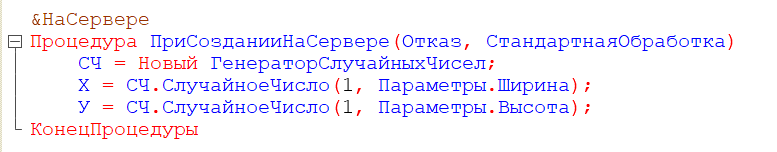 &НаСервере
Процедура ПриСозданииНаСервере(Отказ, СтандартнаяОбработка)
СЧ = Новый ГенераторСлучайныхЧисел;
Х = СЧ.СлучайноеЧисло(1, Параметры.Ширина);
У = СЧ.СлучайноеЧисло(1, Параметры.Высота);
КонецПроцедуры